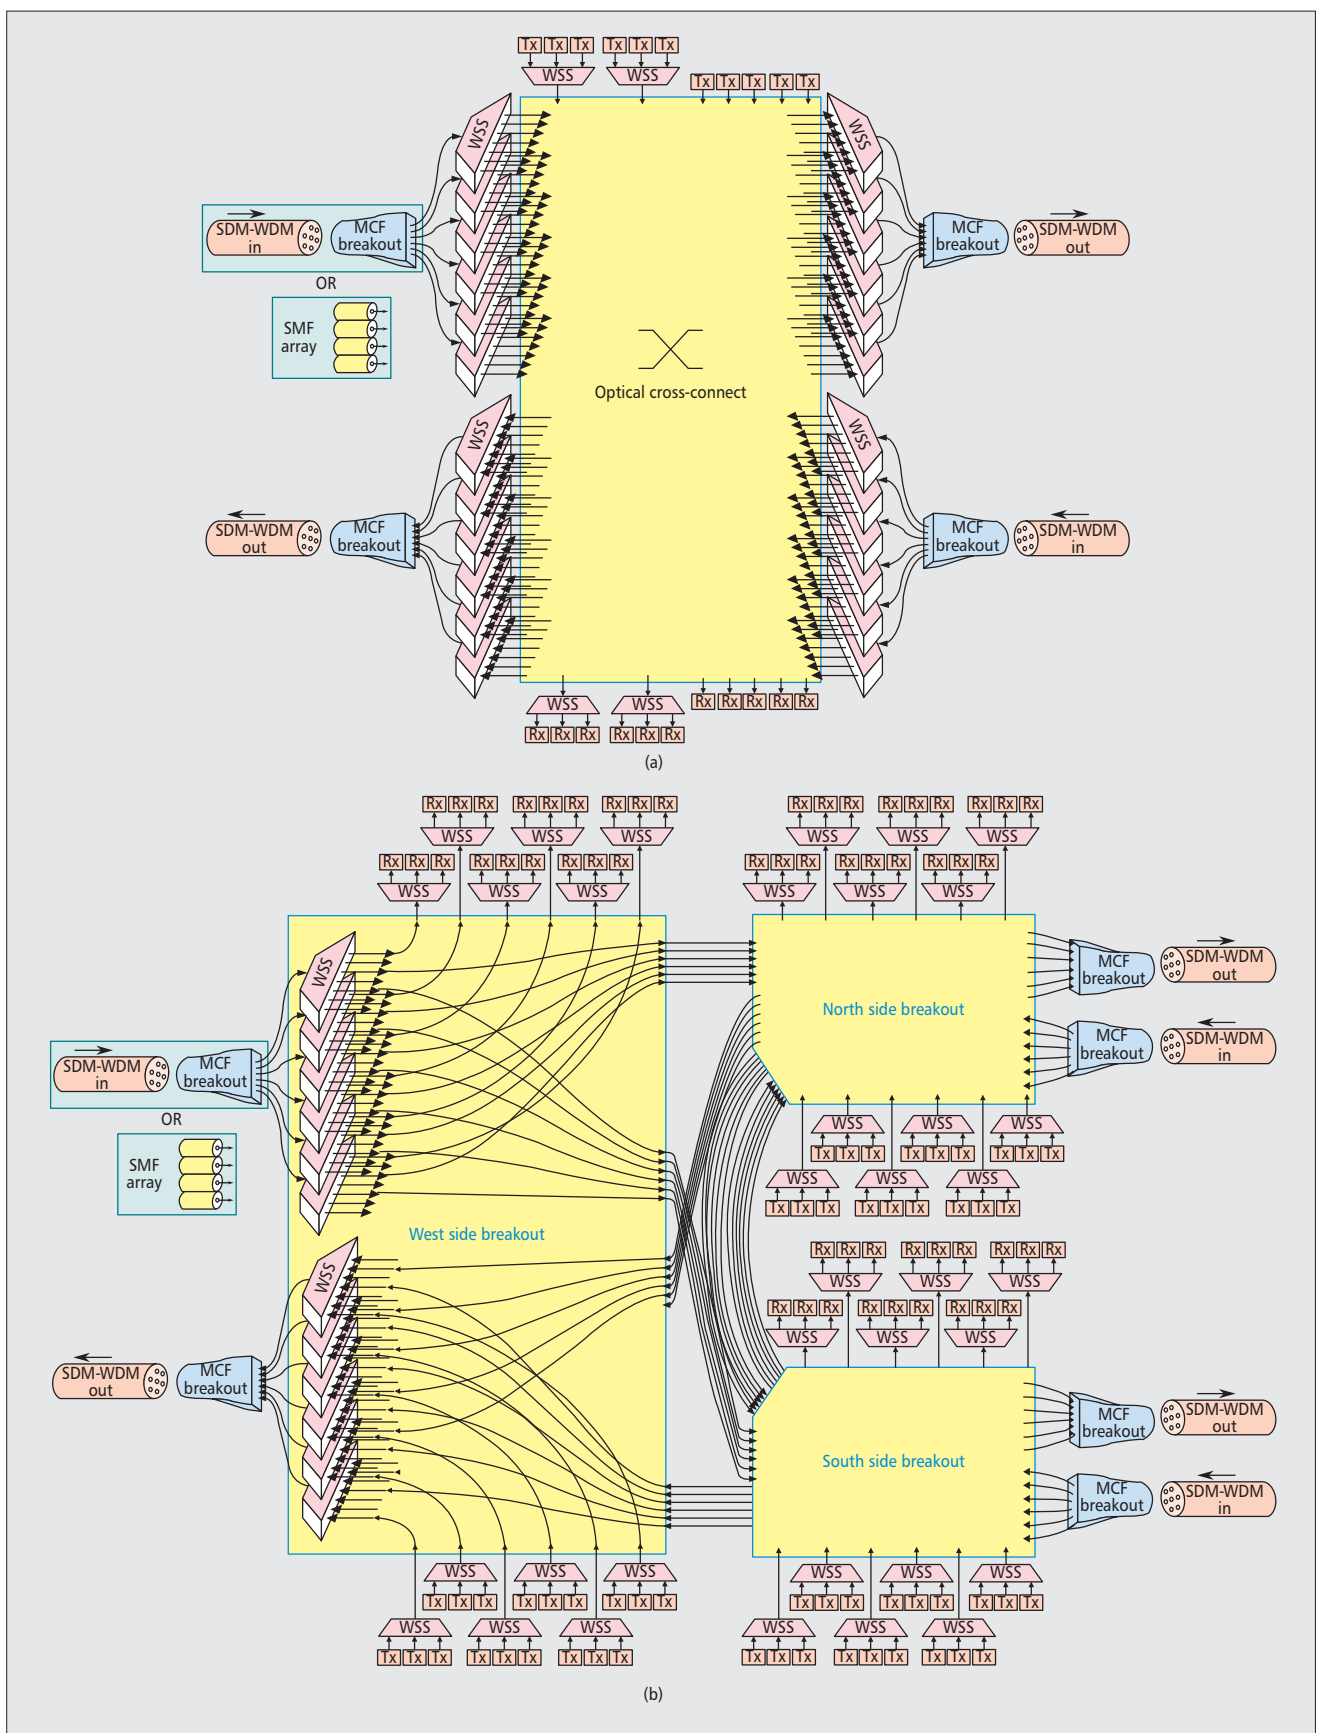 Tx Tx Tx Tx Tx Tx
WSS WSS
Tx Tx Tx Tx Tx
WSS WSS
SDM-WDM
in
MCF
breakout
MCF
breakout
SDM-WDM
out
OR
SMF
array
Optical cross-connect
WSS WSS
SDM-WDM
out
MCF
breakout
MCF
breakout
SDM-WDM
in
WSS WSS
Rx Rx Rx Rx Rx
Rx Rx Rx Rx Rx Rx
(a)
Rx Rx Rx Rx Rx Rx Rx Rx Rx
Rx Rx Rx Rx Rx Rx Rx Rx Rx
WSS WSS WSS
WSS WSS WSS
Rx Rx Rx Rx Rx Rx Rx Rx Rx
Rx Rx Rx Rx Rx Rx Rx Rx Rx
WSS WSS WSS
WSS WSS WSS
WSS
MCF
breakout
SDM-WDM
out
North side breakout
SDM-WDM
in
MCF
breakout
MCF
breakout
SDM-WDM
in
OR
SMF
array
WSS WSS WSS
Tx Tx Tx Tx Tx Tx Tx Tx Tx
WSS WSS WSS
Tx Tx Tx Tx Tx Tx Tx Tx Tx
West side breakout
Rx Rx Rx Rx Rx Rx Rx Rx Rx
WSS
WSS WSS WSS
Rx Rx Rx Rx Rx Rx Rx Rx Rx
WSS WSS WSS
SDM-WDM
out
MCF
breakout
MCF
breakout
SDM-WDM
out
South side breakout
MCF
breakout
SDM-WDM
in
WSS WSS WSS
Tx Tx Tx Tx Tx Tx Tx Tx Tx
WSS WSS WSS
Tx Tx Tx Tx Tx Tx Tx Tx Tx
WSS WSS WSS
Tx Tx Tx Tx Tx Tx Tx Tx Tx
WSS WSS WSS
Tx Tx Tx Tx Tx Tx Tx Tx Tx
(b)